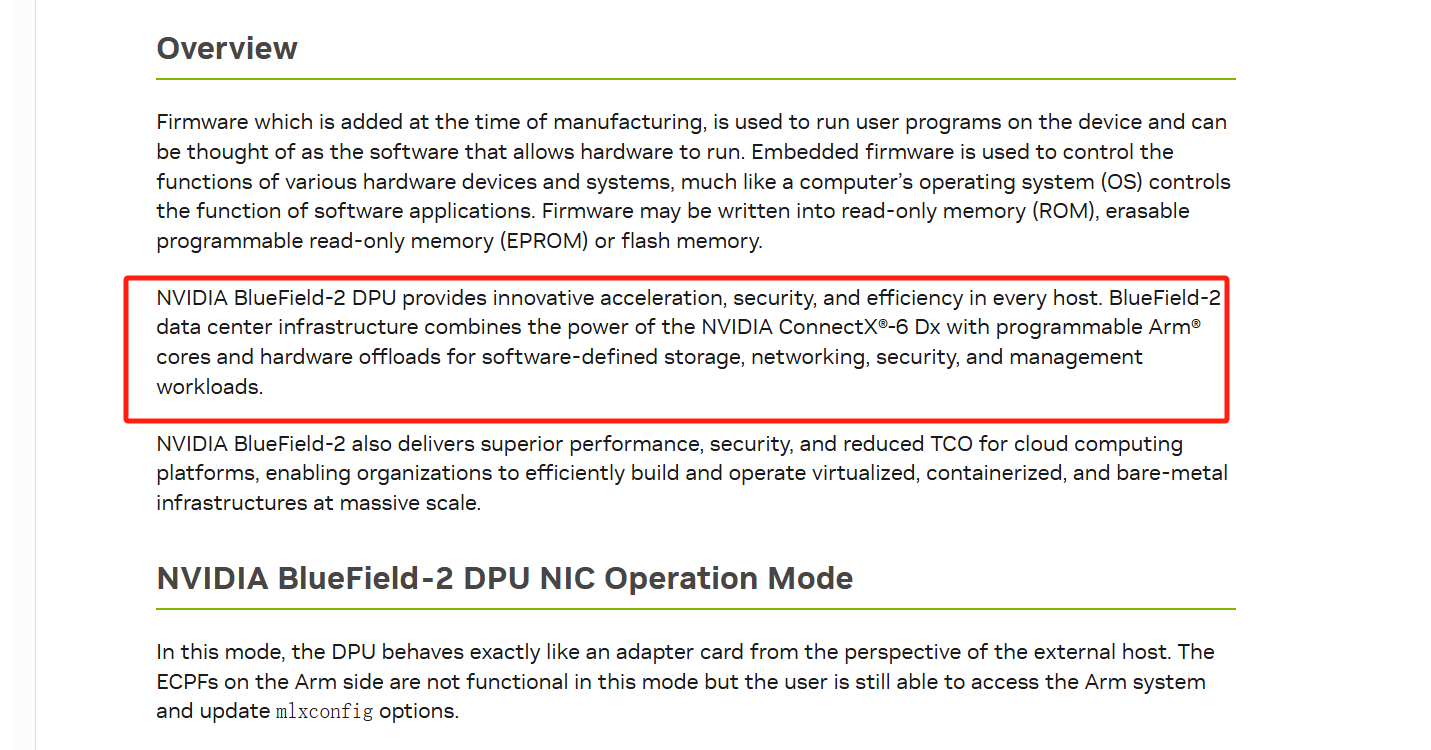 Overview
Firmware which is added at the time of manufacturing, is used to run user programs on the device and can
be thought of as the software that allows hardware to run. Embedded firmware is used to control the
functions of various hardware devices and systems, much like a computer’s operating system (OS) controls
the function of software applications. Firmware may be written into read-only memory (ROM), erasable
programmable read-only memory (EPROM) or flash memory.
NVIDIA BlueField-2 DPU provides innovative acceleration, security, and efficiency in every host. BlueField-2
data center infrastructure combines the power of the NVIDIA ConnectX®-6 Dx with programmable Arm®
cores and hardware offloads for software-defined storage, networking, security, and management
workloads.
NVIDIA BlueField-2 also delivers superior performance, security, and reduced TCO for cloud computing
platforms, enabling organizations to efficiently build and operate virtualized, containerized, and bare-metal
infrastructures at massive scale.
NVIDIA BlueField-2 DPU NIC Operation Mode
In this mode, the DPU behaves exactly like an adapter card from the perspective of the external host. The
ECPFs on the Arm side are not functional in this mode but the user is still able to access the Arm system
and update mlxconfig options.